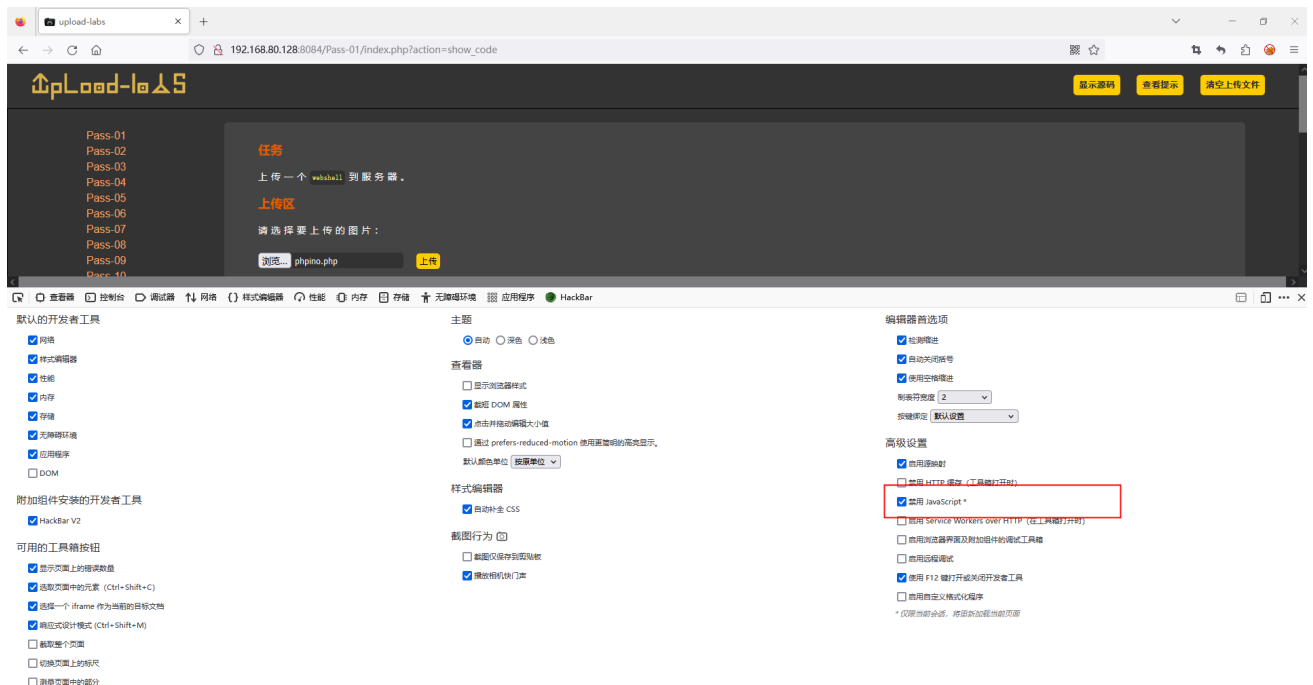 upload-labs
192.168.80.128:8084/Pass-01/index.php?action=show_code
UpLoad-labS
显示源码 查看提示 清空上传文件
Pass-01
Pass-02
Pass-03
Pass-04
Pass-05
Pass-06
Pass-07
Pass-08
Pass-09
Pass-10
任务
上传一个 webshell 到服务器。
上传区
请选择要上传的图片：
浏览... phpino.php 上传
查看器 控制台 调试器 网络 样式编辑器 性能 内存 存储 无障碍环境 应用程序 HackBar
默认的开发者工具
网络
样式编辑器
性能
内存
存储
无障碍环境
应用程序
DOM
附加组件安装的开发者工具
HackBar V2
可用的工具箱按钮
显示页面上的错误数量
选取页面中的元素 (Ctrl+Shift+C)
选择一个 iframe 作为当前的目标文档
响应式设计模式 (Ctrl+Shift+M)
截取整个页面
切换页面上的标尺
测量页面中的部分
主题
自动 深色 浅色
查看器
显示浏览器样式
截短 DOM 属性
点击并拖动编辑大小值
通过 prefers-reduced-motion 使用更简明的高亮显示。
默认颜色单位 按原单位
样式编辑器
自动补全 CSS
截图行为
截图仅保存到剪贴板
播放相机快门声
编辑器首选项
检测缩进
自动关闭括号
使用空格缩进
制表符宽度 2
按键绑定 默认设置
高级设置
启用源映射
禁用 HTTP 缓存（工具箱打开时）
禁用 JavaScript *
启用 Service Workers over HTTP（在工具箱打开时）
启用浏览器界面及附加组件的调试工具箱
启用远程调试
使用 F12 键打开或关闭开发者工具
启用自定义格式化程序
* 仅限当前会话，将重新加载当前页面